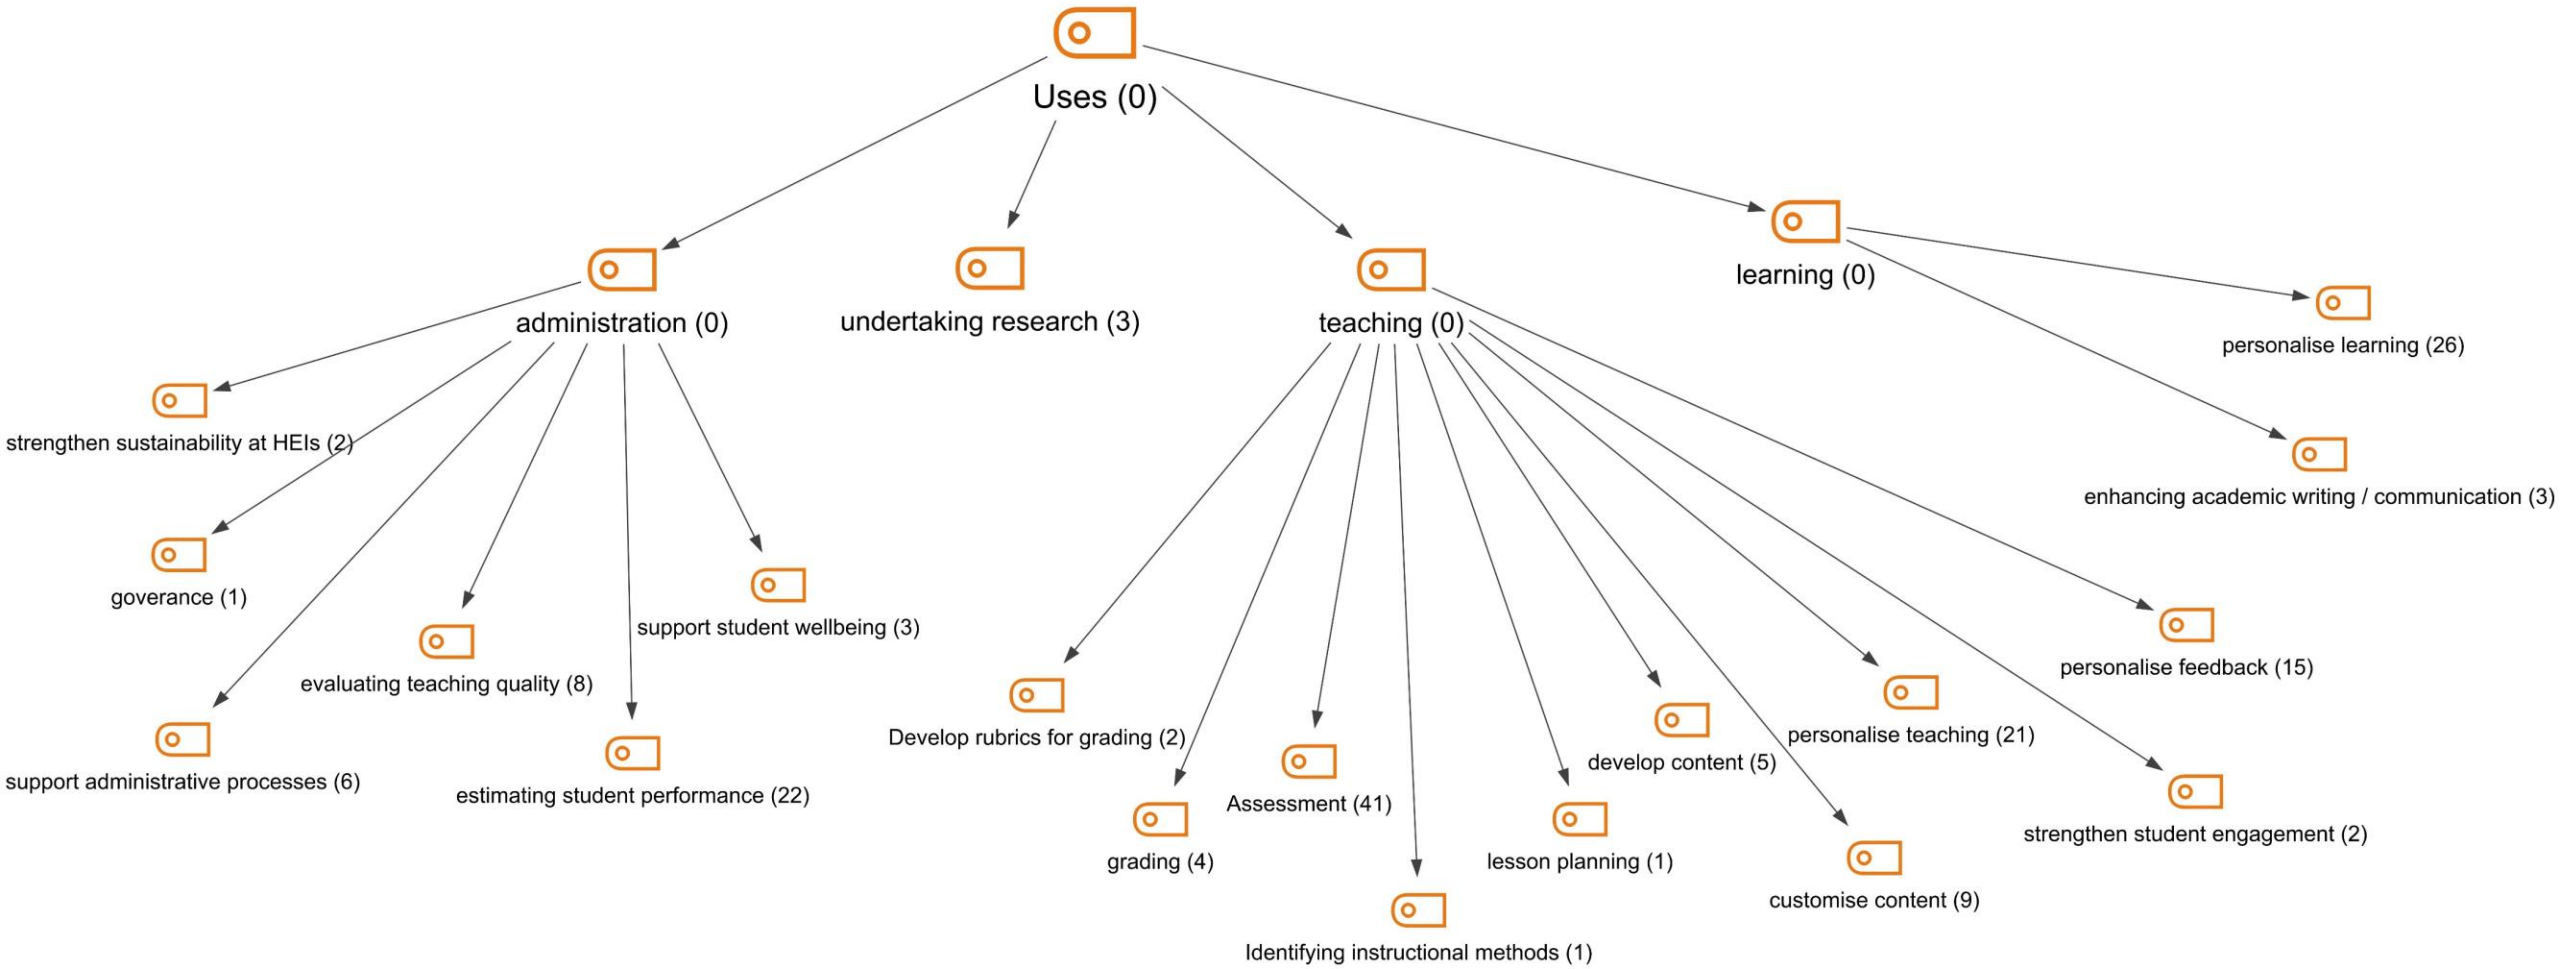 Uses (0)
administration (0)
undertaking research (3)
teaching (0)
learning (0)
personalise learning (26)
strengthen sustainability at HEIs (2)
enhancing academic writing / communication (3)
goverance (1)
support student wellbeing (3)
personalise feedback (15)
evaluating teaching quality (8)
Develop rubrics for grading (2)
personalise teaching (21)
develop content (5)
support administrative processes (6)
estimating student performance (22)
Assessment (41)
strengthen student engagement (2)
grading (4)
lesson planning (1)
customise content (9)
Identifying instructional methods (1)